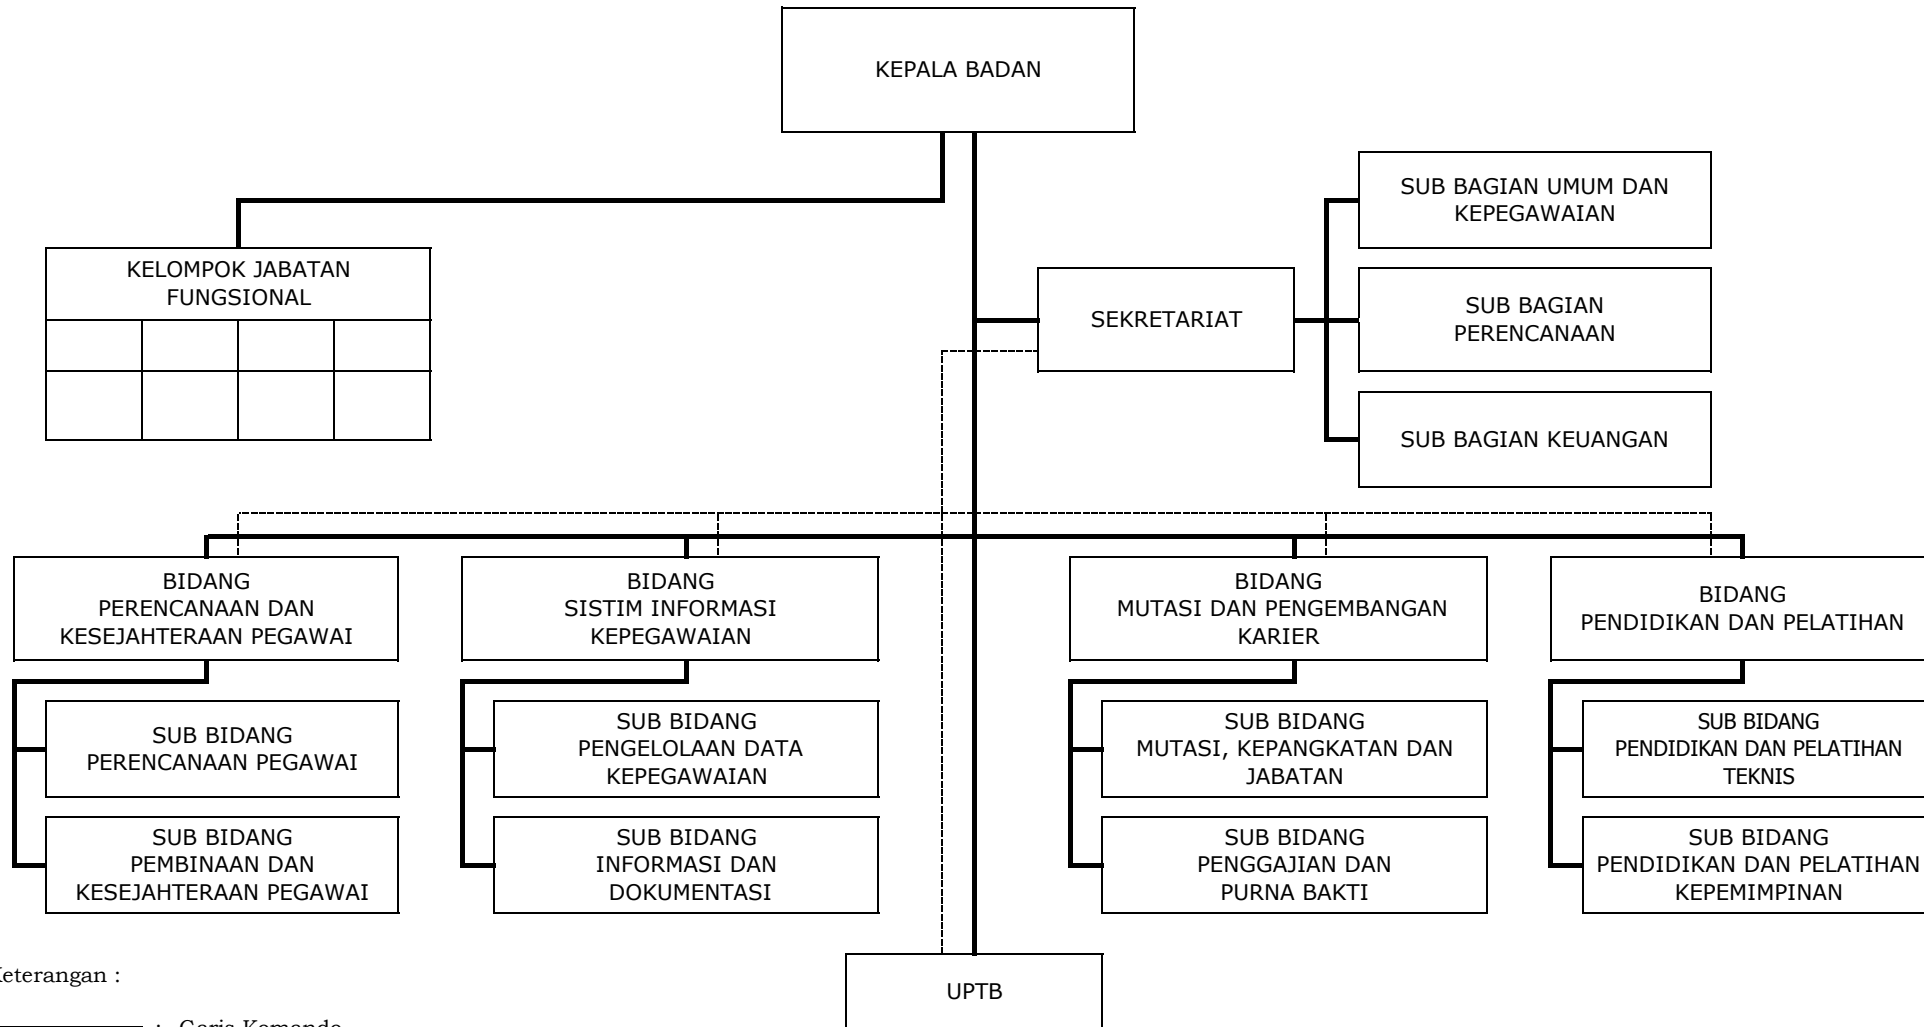 KEPALA BADAN
SUB BAGIAN UMUM DAN
KEPEGAWAIAN
KELOMPOK JABATAN
FUNGSIONAL
SEKRETARIAT
SUB BAGIAN
PERENCANAAN
SUB BAGIAN KEUANGAN
BIDANG
PERENCANAAN DAN
KESEJAHTERAAN PEGAWAI
BIDANG
SISTIM INFORMASI
KEPEGAWAIAN
BIDANG
MUTASI DAN PENGEMBANGAN
KARIER
BIDANG
PENDIDIKAN DAN PELATIHAN
SUB BIDANG
PERENCANAAN PEGAWAI
SUB BIDANG
PENGELOLAAN DATA
KEPEGAWAIAN
SUB BIDANG
MUTASI, KEPANGKATAN DAN
JABATAN
SUB BIDANG
PENDIDIKAN DAN PELATIHAN
TEKNIS
SUB BIDANG
PEMBINAAN DAN
KESEJAHTERAAN PEGAWAI
SUB BIDANG
INFORMASI DAN
DOKUMENTASI
SUB BIDANG
PENGGAJIAN DAN
PURNA BAKTI
SUB BIDANG
PENDIDIKAN DAN PELATIHAN
KEPEMIMPINAN
Keterangan :
UPTB
: Garis Komando